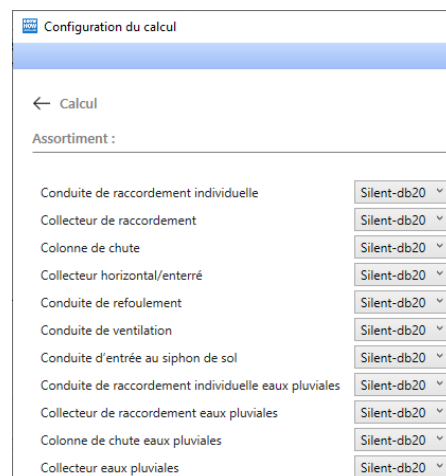 Configuration du calcul
← Calcul
Assortiment :
Conduite de raccordement individuelle Silent-db20
Collecteur de raccordement Silent-db20
Colonne de chute Silent-db20
Collecteur horizontal/enterré Silent-db20
Conduite de refoulement Silent-db20
Conduite de ventilation Silent-db20
Conduite d'entrée au siphon de sol Silent-db20
Conduite de raccordement individuelle eaux pluviales Silent-db20
Collecteur de raccordement eaux pluviales Silent-db20
Colonne de chute eaux pluviales Silent-db20
Collecteur eaux pluviales Silent-db20